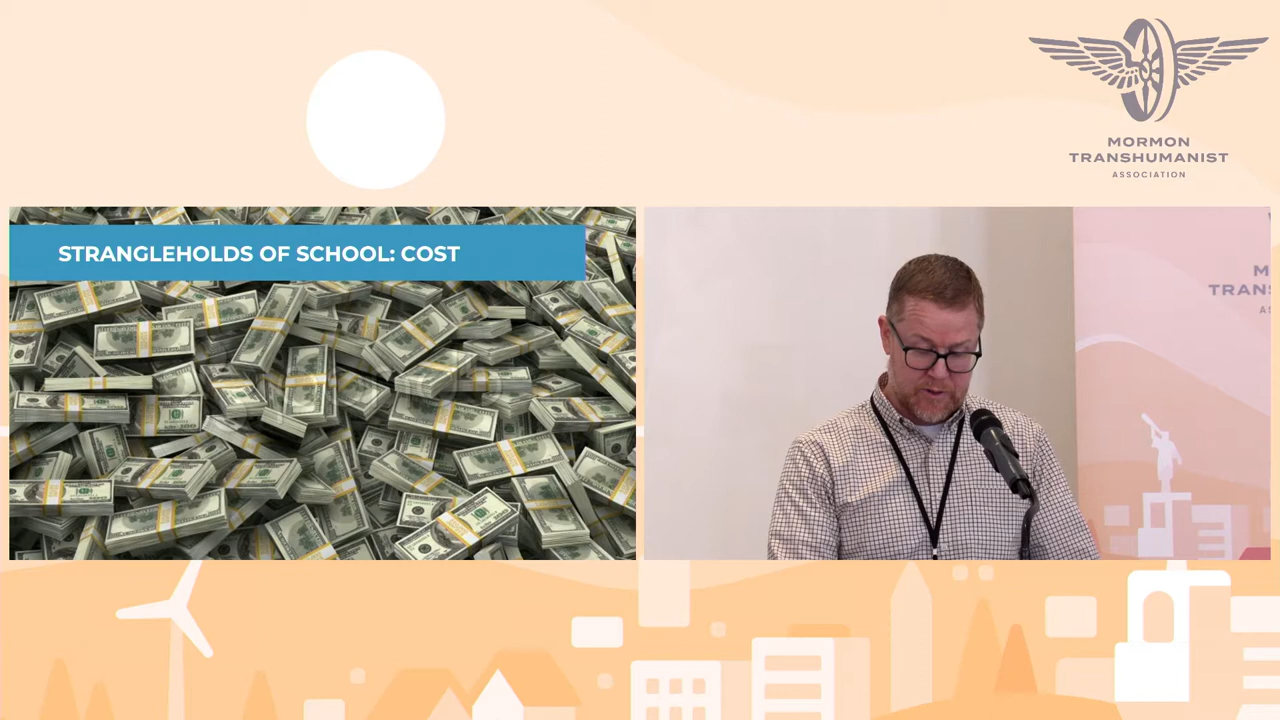 MORMON
TRANSHUMANIST
ASSOCIATION
STRANGLEHOLDS OF SCHOOL: COST